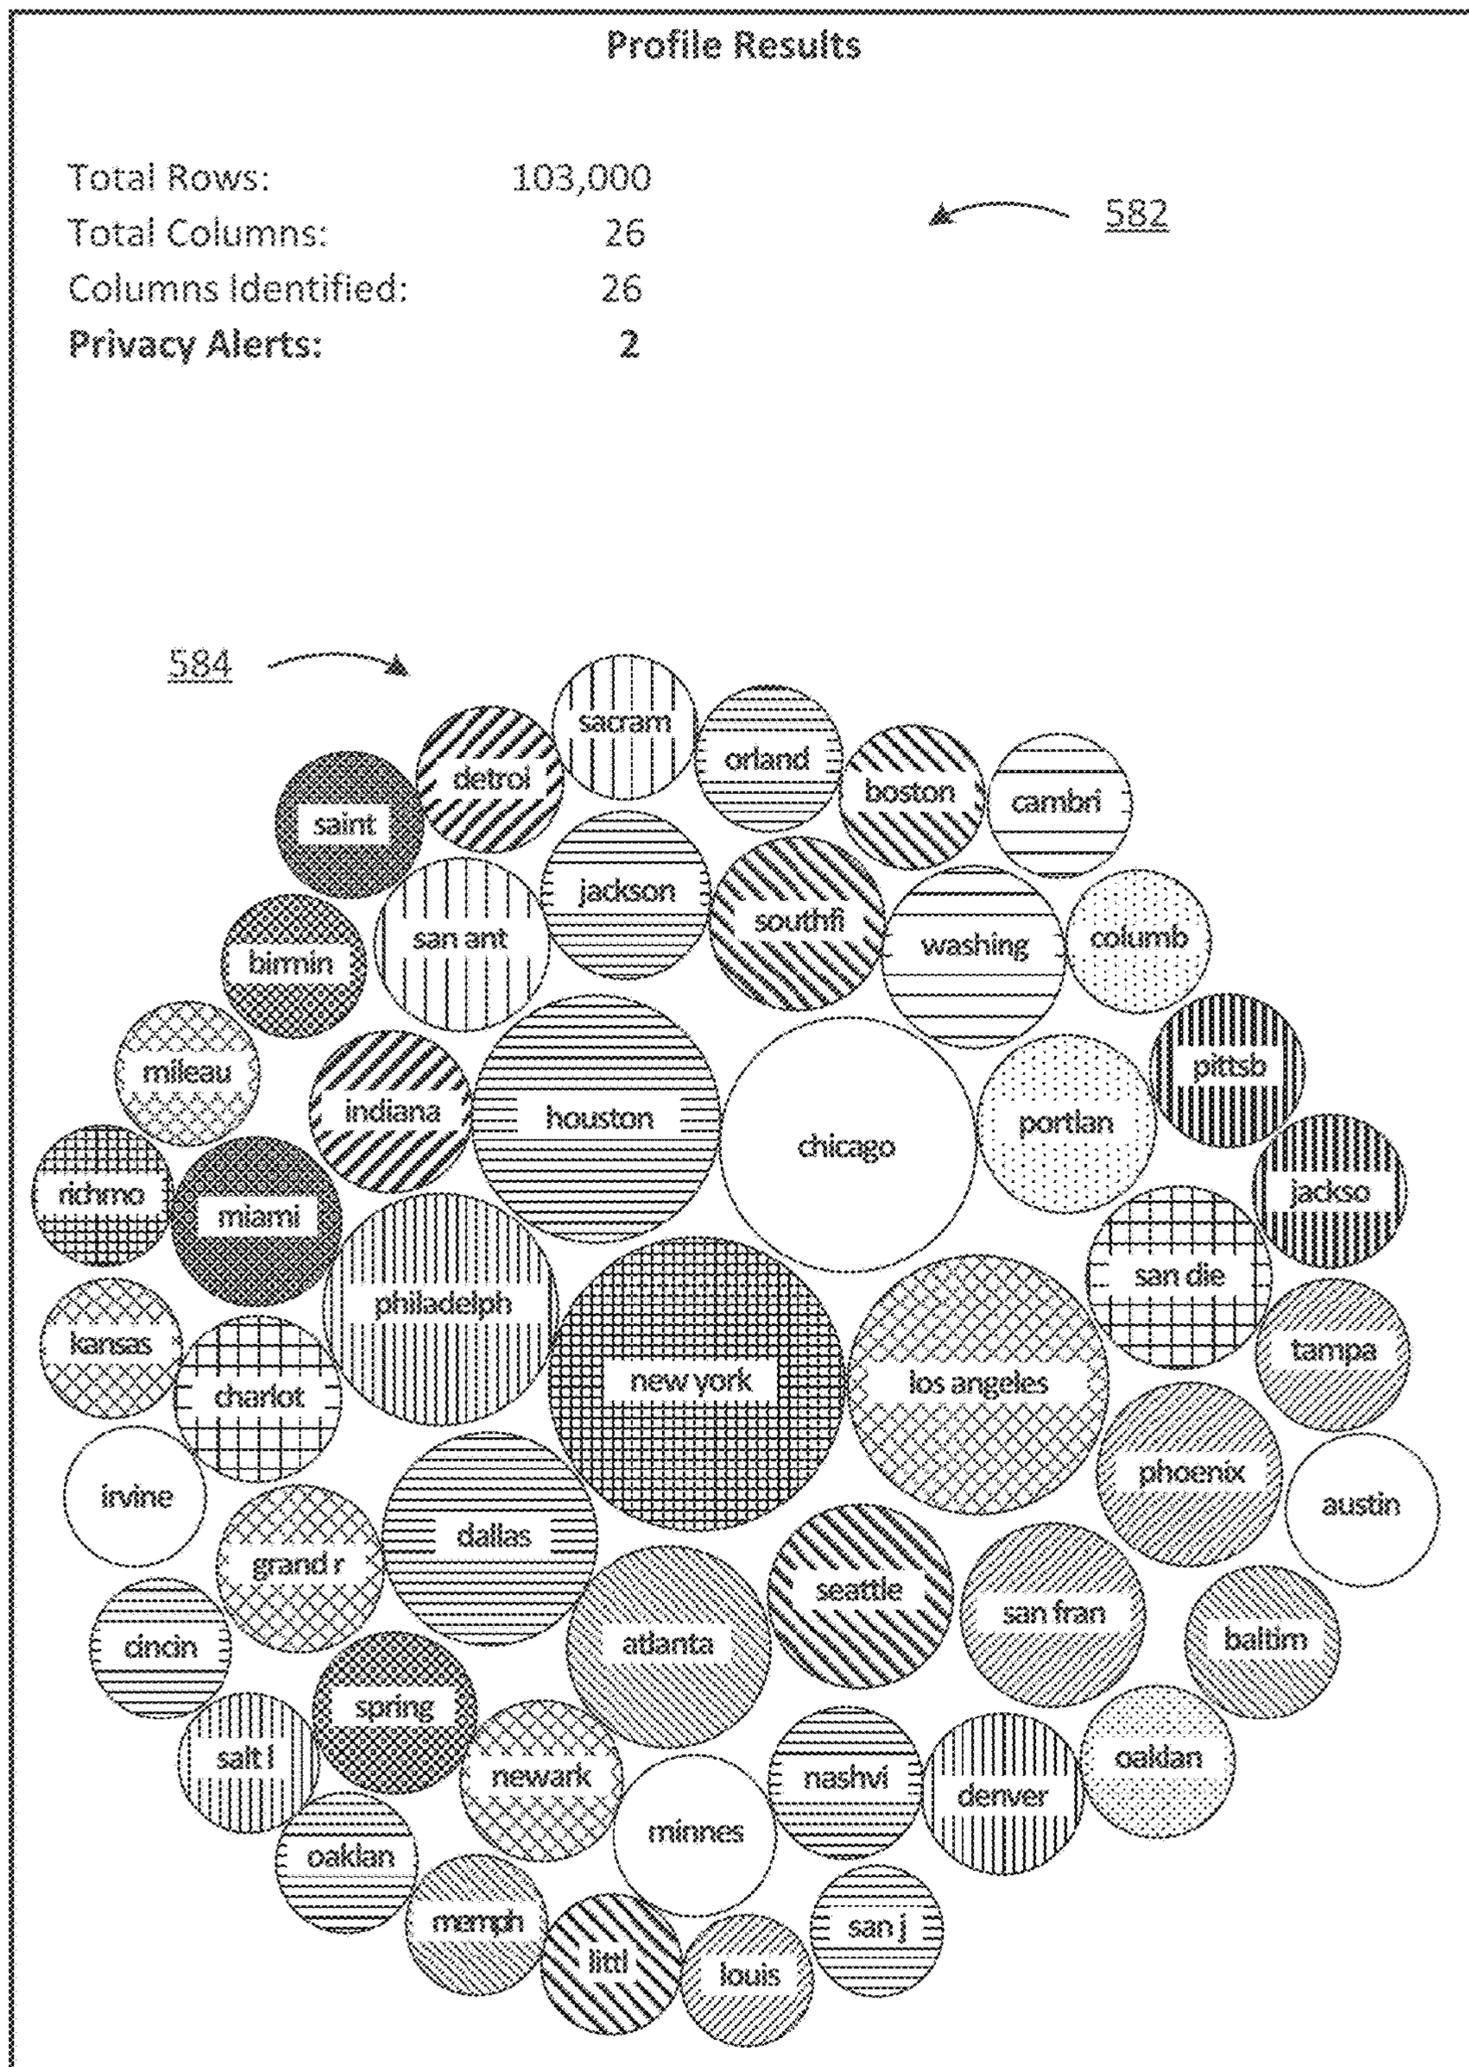 Profile Results
Total Rows: 103,000
582
Total Columns: 26
Columns Identified: 26
Privacy Alerts: 2
584
sacram
orland
detroi
boston
cambri
saint
jackson
southfi
san ant
washing
columb
birmin
mileau
pittsb
indiana
houston
portlan
chicago
richmo
jackso
miami
san die
philadelph
kansas
tampa
new york
los angeles
charlot
phoenix
irvine
austin
dallas
grand r
seattle
san fran
cincin
atlanta
baltim
spring
salt l
newark
nashvi
oaklan
denver
minnes
oaklan
memph
san j
littl
louis